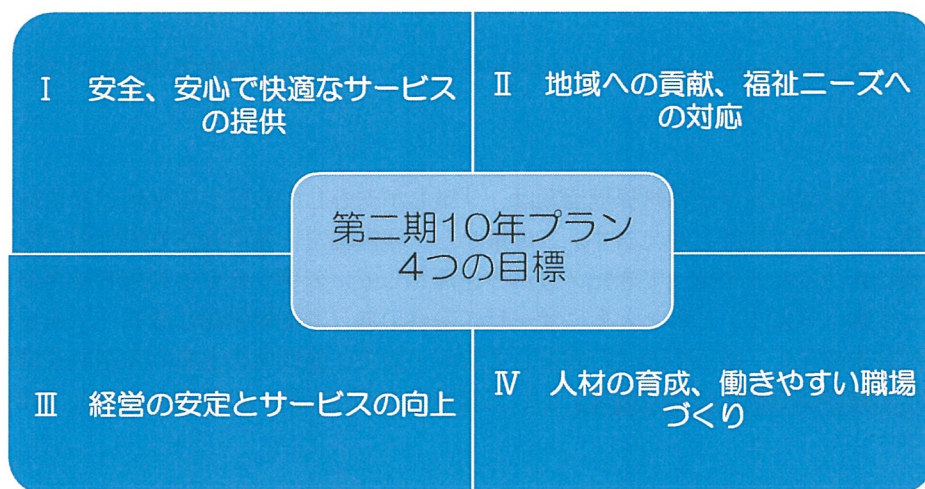 Ⅰ 安全、安心で快適なサービス
の提供
Ⅱ 地域への貢献、福祉ニーズへ
の対応
第二期10年プラン
4つの目標
Ⅲ 経営の安定とサービスの向上
Ⅳ 人材の育成、働きやすい職場
づくり